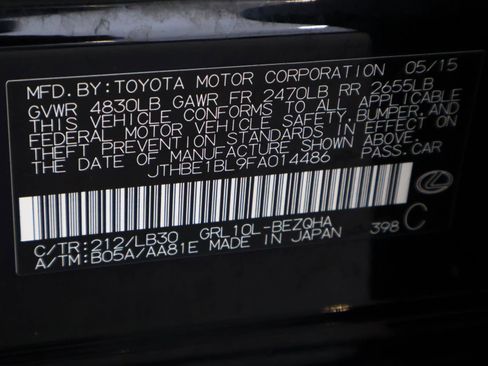 MFD. BY: TOYOTA MOTOR CORPORATION 05/15
GVWR 4830LB GAWR FR 2470LB RR 2655LB
THIS VEHICLE CONFORMS TO ALL APPLICABLE
FEDERAL MOTOR VEHICLE SAFETY, BUMPER, AND
THEFT PREVENTION STANDARDS IN EFFECT ON
THE DATE OF MANUFACTURE SHOWN ABOVE.
JTHBE1BL9FA014486 PASS.CAR
C/TR:212/LB30 GRL10L-BEZQHA 398 C
A/TM:B05A/AA81E MADE IN JAPAN